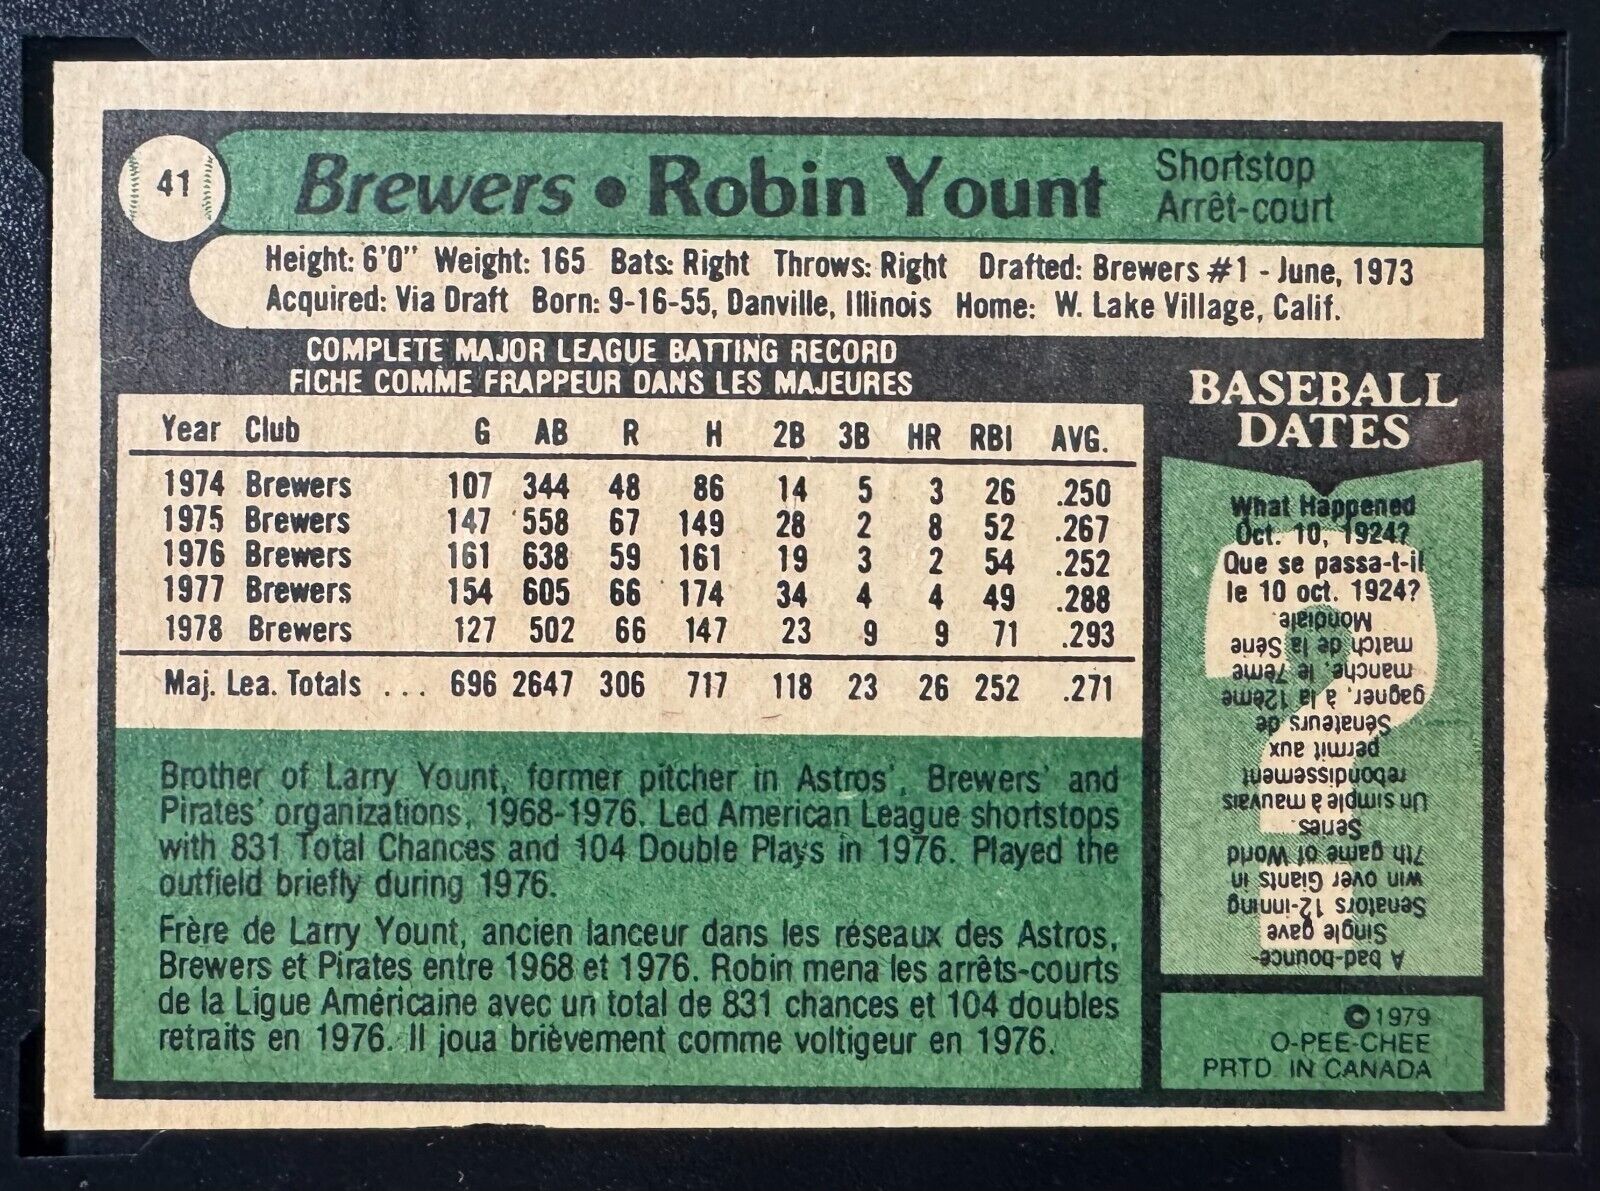 41
Brewers • Robin Yount
Shortstop
Arrêt-court
Height: 6'0" Weight: 165 Bats: Right Throws: Right Drafted: Brewers #1 - June, 1973
Acquired: Via Draft Born: 9-16-55, Danville, Illinois Home: W. Lake Village, Calif.
COMPLETE MAJOR LEAGUE BATTING RECORD
FICHE COMME FRAPPEUR DANS LES MAJEURES
Year Club G AB R H 2B 3B HR RBI AVG.
1974 Brewers 107 344 48 86 14 5 3 26 .250
1975 Brewers 147 558 67 149 28 2 8 52 .267
1976 Brewers 161 638 59 161 19 3 2 54 .252
1977 Brewers 154 605 66 174 34 4 4 49 .288
1978 Brewers 127 502 66 147 23 9 9 71 .293
Maj. Lea. Totals ... 696 2647 306 717 118 23 26 252 .271
Brother of Larry Yount, former pitcher in Astros', Brewers' and
Pirates' organizations, 1968-1976. Led American League shortstops
with 831 Total Chances and 104 Double Plays in 1976. Played the
outfield briefly during 1976.
Frère de Larry Yount, ancien lanceur dans les réseaux des Astros,
Brewers et Pirates entre 1968 et 1976. Robin mena les arrêts-courts
de la Ligue Américaine avec un total de 831 chances et 104 doubles
retraits en 1976. Il joua brièvement comme voltigeur en 1976.
BASEBALL
DATES
What Happened
Oct. 10, 1924?
Que se passa-t-il
le 10 oct. 1924?
A bad-bounce
Single gave
Senators 12-inning
win over Giants in
7th game of World
Series.
Un simple à mauvais
rebondissement
permit aux
Sénateurs de
gagner, à la 12ème
manche, le 7ème
match de la Série
Mondiale.
©1979
O-PEE-CHEE
PRTD. IN CANADA